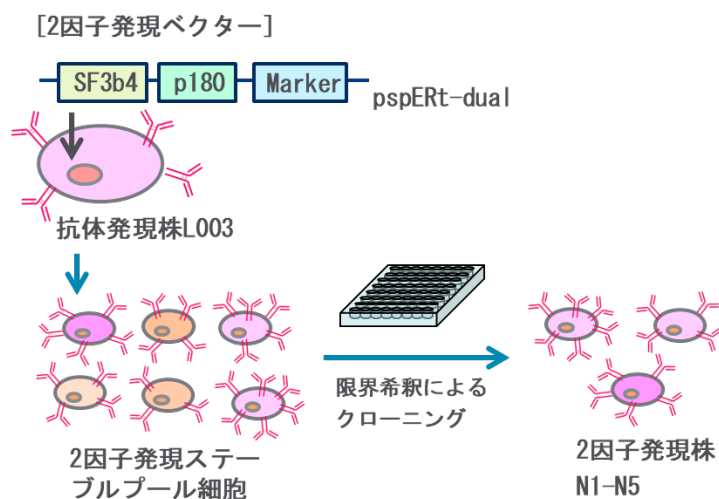 [2因子発現ベクター]
SF3b4 p180 Marker
pspERt-dual
抗体発現株L003
限界希釈による
クローニング
2因子発現ステー
ブルプール細胞
2因子発現株
N1-N5